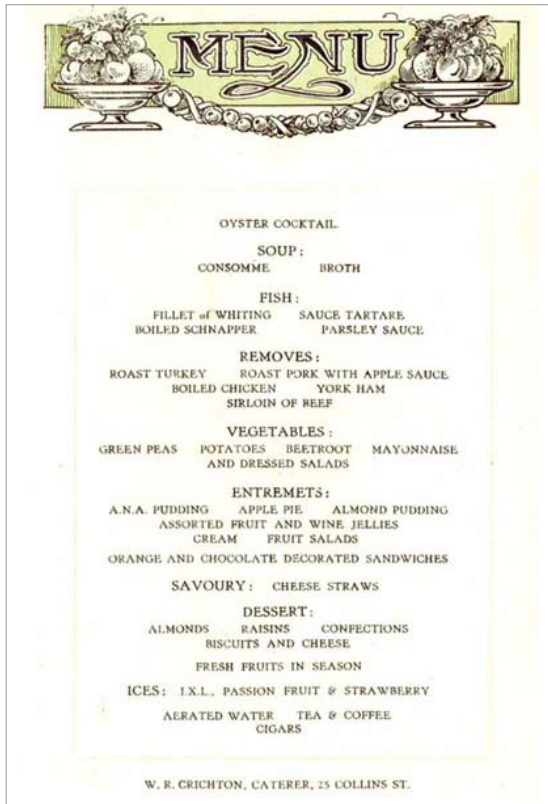 MENU
OYSTER COCKTAIL.
SOUP:
CONSOMME BROTH
FISH:
FILLET of WHITING SAUCE TARTARE
BOILED SCHNAPPER PARSLEY SAUCE
REMOVES:
ROAST TURKEY ROAST PORK WITH APPLE SAUCE
BOILED CHICKEN YORK HAM
SIRLOIN OF BEEF
VEGETABLES:
GREEN PEAS POTATOES BEETROOT MAYONNAISE
AND DRESSED SALADS
ENTREMETS:
A.N.A. PUDDING APPLE PIE ALMOND PUDDING
ASSORTED FRUIT AND WINE JELLIES
CREAM FRUIT SALADS
ORANGE AND CHOCOLATE DECORATED SANDWICHES
SAVOURY: CHEESE STRAWS
DESSERT:
ALMONDS RAISINS CONFECTIONS
BISCUITS AND CHEESE
FRESH FRUITS IN SEASON
ICES: I.X.L., PASSION FRUIT & STRAWBERRY
AERATED WATER TEA & COFFEE
CIGARS
W. R. CRICHTON, CATERER, 25 COLLINS ST.